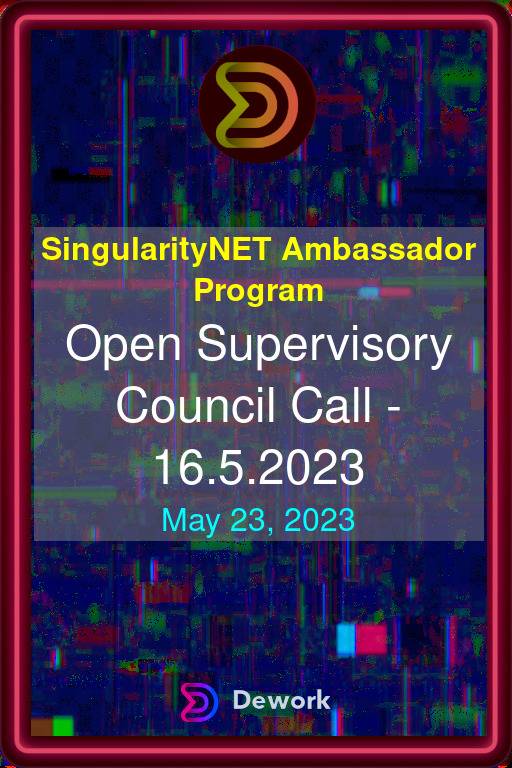 SingularityNET Ambassador
Program
Open Supervisory
Council Call -
16.5.2023
May 23, 2023
Dework